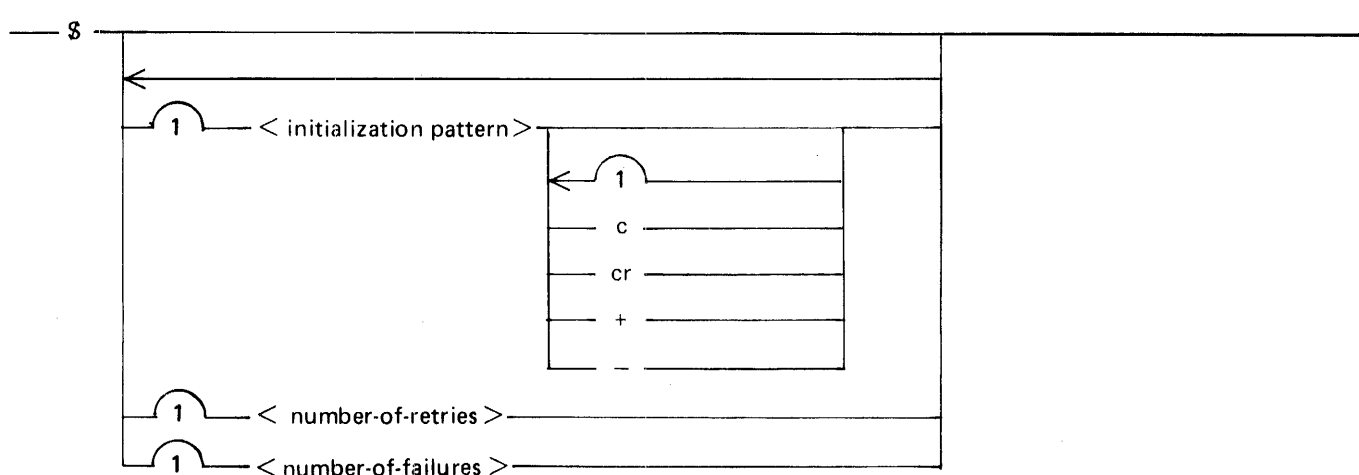 $
1 < initialization pattern >
1
c
cr
+
–
1 < number-of-retries >
1 < number-of-failures >